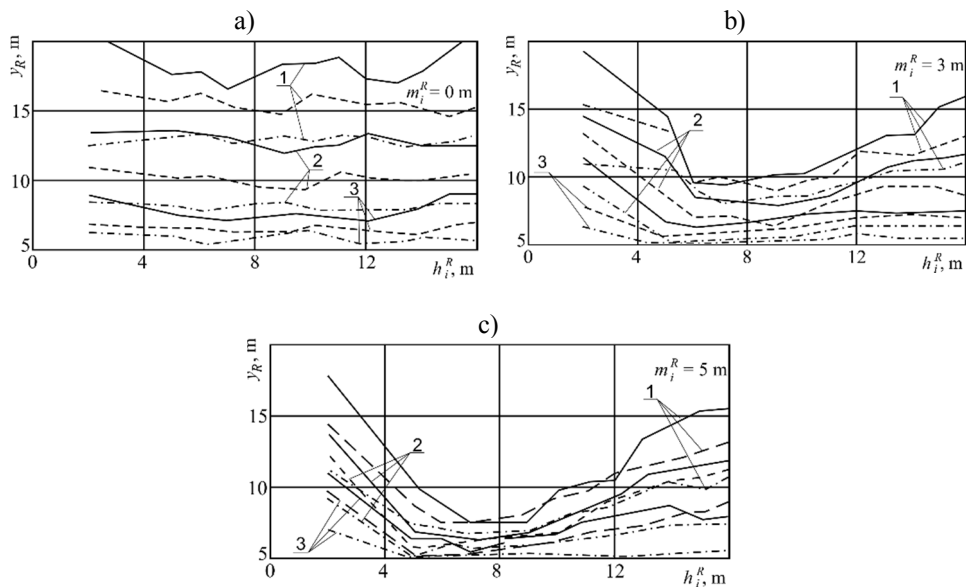 a)
y_R, m
15
10
5
0
4
8
12
h_i^R, m
m_i^R = 0 m
1
2
3
b)
y_R, m
15
10
5
0
4
8
12
h_i^R, m
m_i^R = 3 m
1
2
3
c)
y_R, m
15
10
5
0
4
8
12
h_i^R, m
m_i^R = 5 m
1
2
3